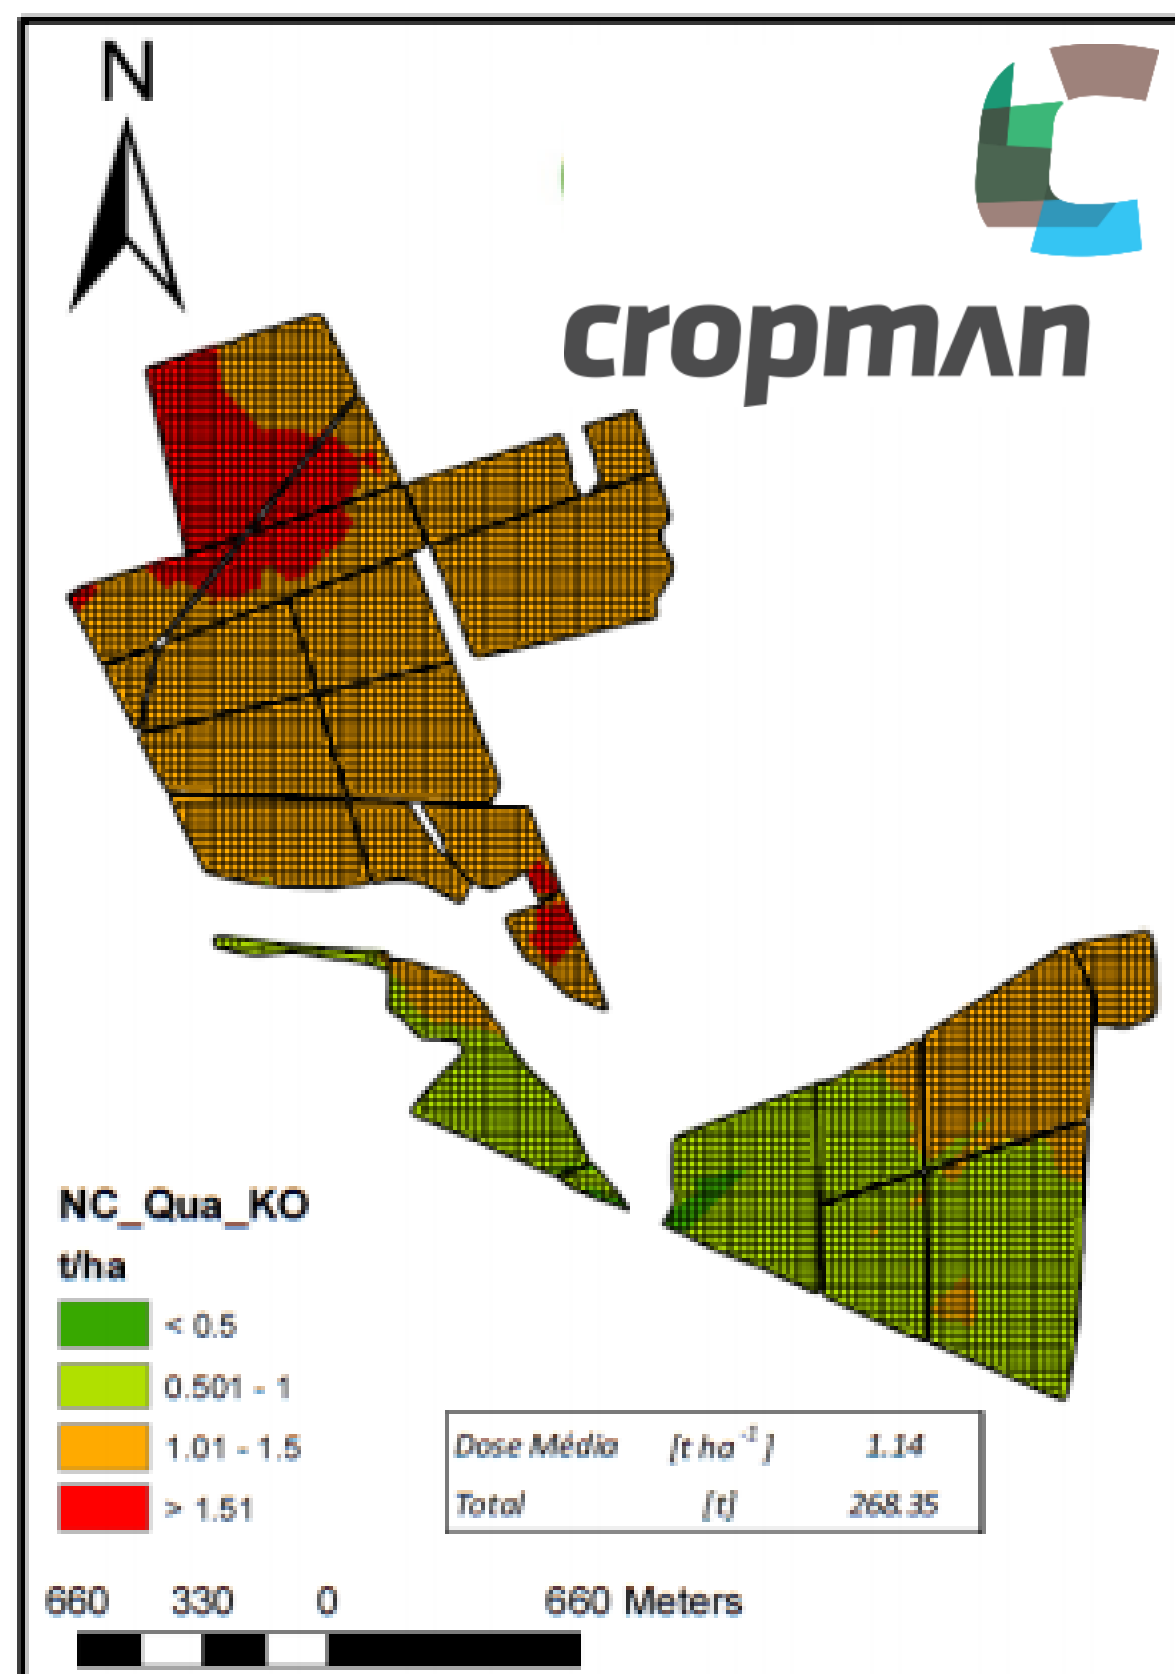 N
cropman
NC_Qua_KO
t/ha
< 0.5
0.501 - 1
1.01 - 1.5
> 1.51
Dose Média [t ha⁻¹] 1.14
Total [t] 268.35
660 330 0 660 Meters